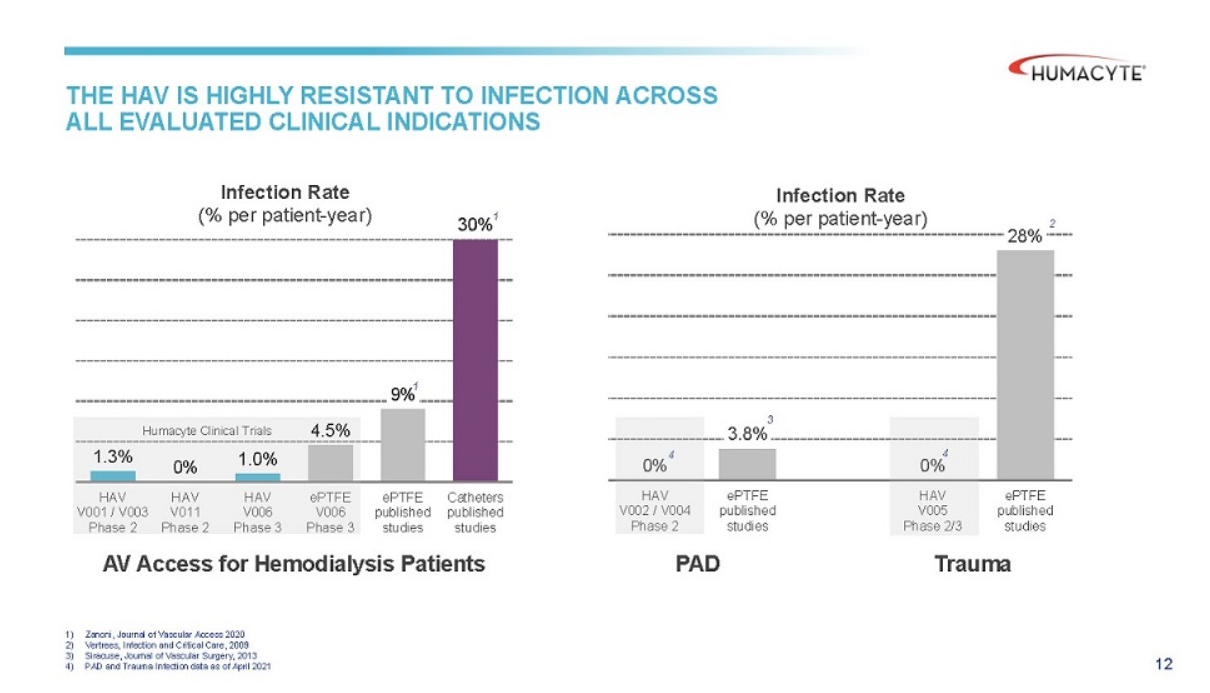 HUMACYTE®
THE HAV IS HIGHLY RESISTANT TO INFECTION ACROSS
ALL EVALUATED CLINICAL INDICATIONS
Infection Rate
(% per patient-year)
30%1
9%1
Humacyte Clinical Trials
4.5%
1.3%
0%
1.0%
HAV
V001 / V003
Phase 2
HAV
V011
Phase 2
HAV
V006
Phase 3
ePTFE
V006
Phase 3
ePTFE
published
studies
Catheters
published
studies
AV Access for Hemodialysis Patients
Infection Rate
(% per patient-year)
28% 2
3.8%3
0%4
0%4
HAV
V002 / V004
Phase 2
ePTFE
published
studies
HAV
V005
Phase 2/3
ePTFE
published
studies
PAD
Trauma
1) Zanoni, Journal of Vascular Access 2020
2) Vertrees, Infection and Critical Care, 2009
3) Siracuse, Journal of Vascular Surgery, 2013
4) PAD and Trauma Infection data as of April 2021
12